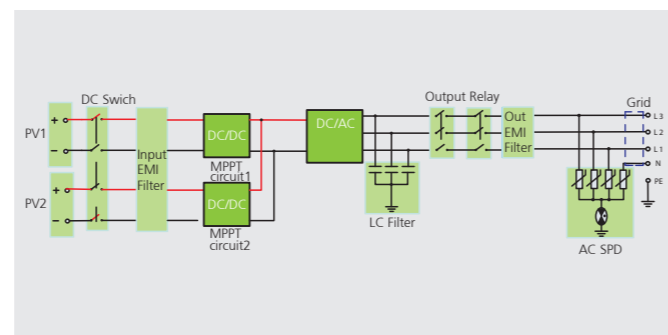 DC Swich
Output Relay
Grid
PV1
+
−
Input
EMI
Filter
DC/DC
MPPT
circuit1
DC/AC
Out
EMI
Filter
L3
L2
L1
N
PE
PV2
+
−
DC/DC
MPPT
circuit2
LC Filter
AC SPD